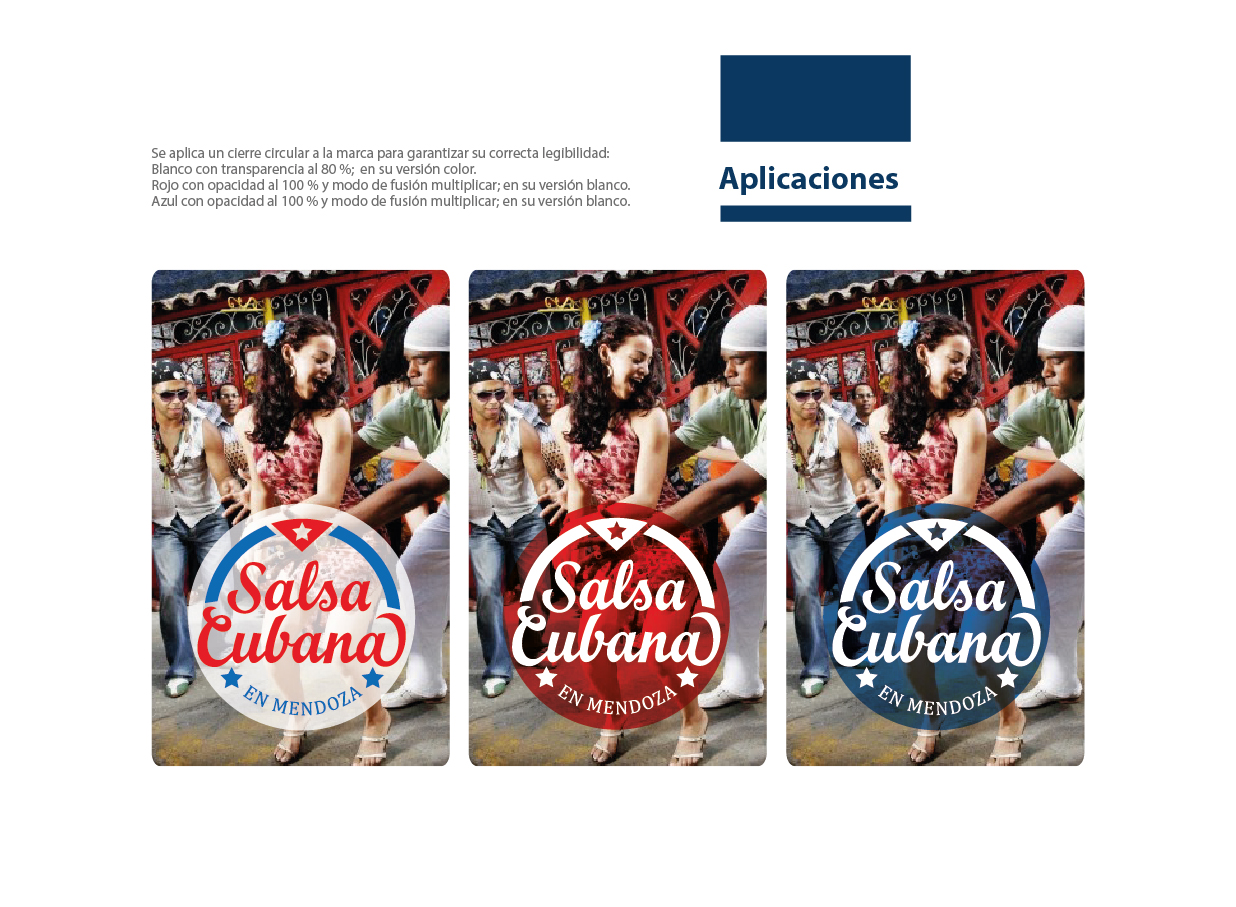 Se aplica un cierre circular a la marca para garantizar su correcta legibilidad:
Blanco con transparencia al 80 %; en su versión color.
Rojo con opacidad al 100 % y modo de fusión multiplicar; en su versión blanco.
Azul con opacidad al 100 % y modo de fusión multiplicar; en su versión blanco.
Aplicaciones
Salsa
Cubana
EN MENDOZA
Salsa
Cubana
EN MENDOZA
Salsa
Cubana
EN MENDOZA